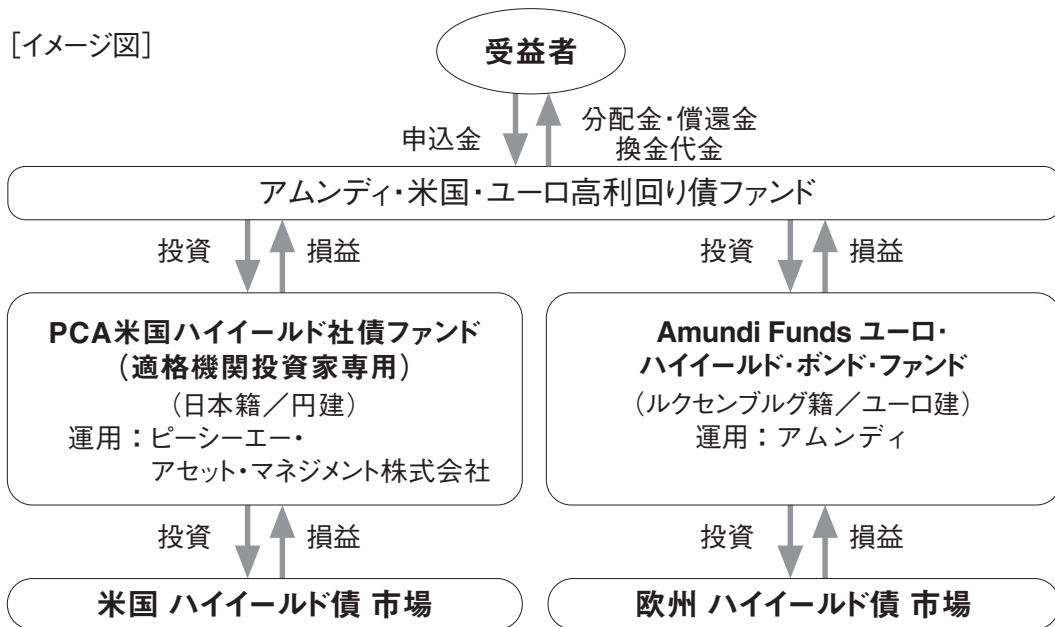 ［イメージ図］
受益者
申込金
分配金・償還金
換金代金
アムンディ・米国・ユーロ高利回り債ファンド
投資
損益
投資
損益
PCA米国ハイイールド社債ファンド
（適格機関投資家専用）
（日本籍／円建）
運用：ピーシーエー・
アセット・マネジメント株式会社
Amundi Funds ユーロ・
ハイイールド・ボンド・ファンド
（ルクセンブルグ籍／ユーロ建）
運用：アムンディ
投資
損益
投資
損益
米国 ハイイールド債 市場
欧州 ハイイールド債 市場